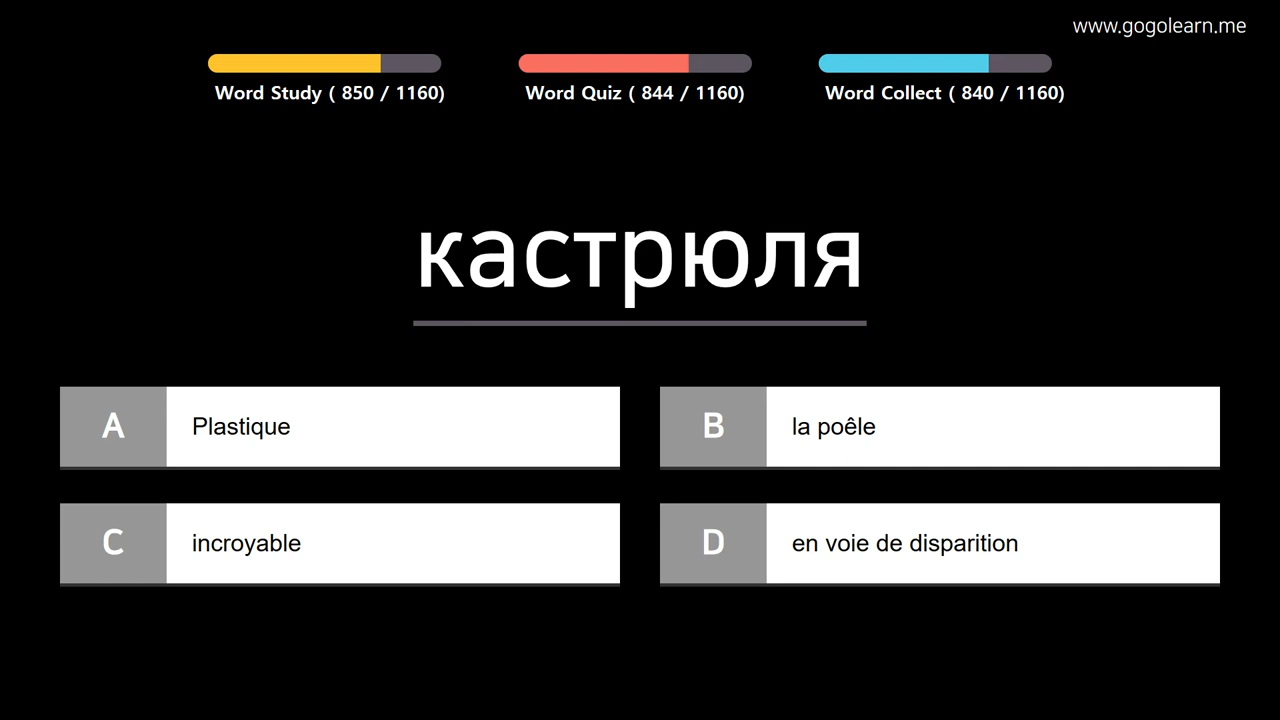 www.gogolearn.me
Word Study ( 850 / 1160)
Word Quiz ( 844 / 1160)
Word Collect ( 840 / 1160)
кастрюля
A Plastique
B la poêle
C incroyable
D en voie de disparition